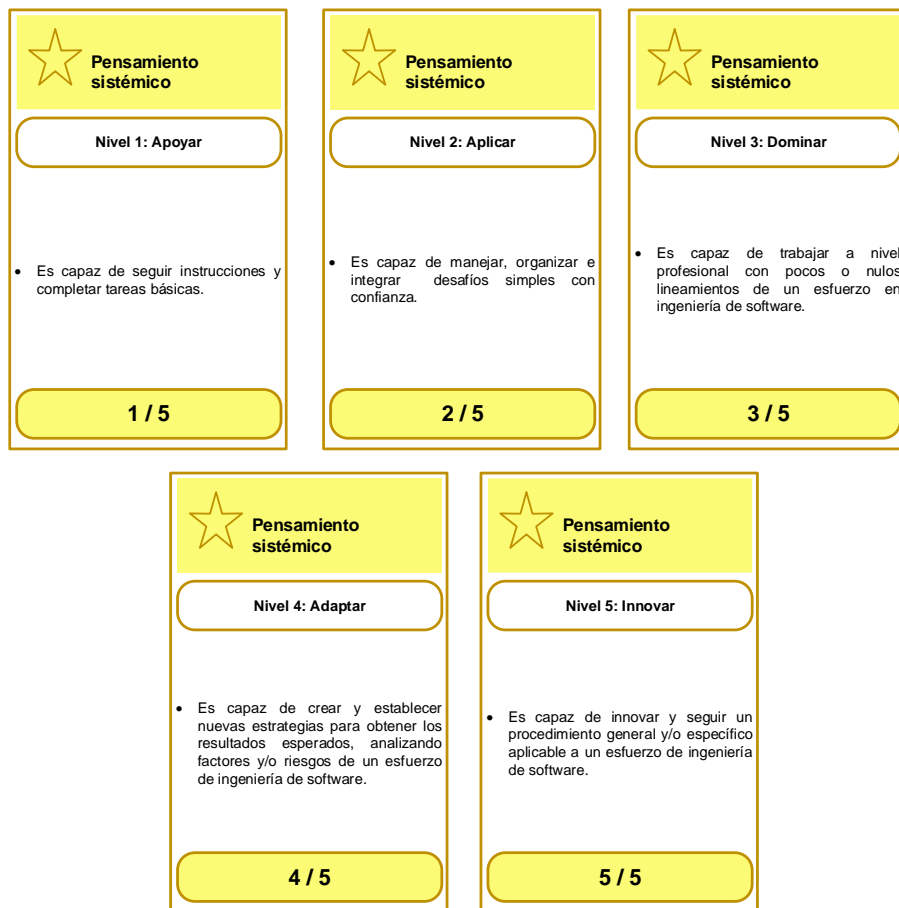 Pensamiento
sistémico
Nivel 1: Apoyar
• Es capaz de seguir instrucciones y
completar tareas básicas.
1 / 5
Pensamiento
sistémico
Nivel 2: Aplicar
• Es capaz de manejar, organizar e
integrar desafíos simples con
confianza.
2 / 5
Pensamiento
sistémico
Nivel 3: Dominar
• Es capaz de trabajar a nivel
profesional con pocos o nulos
lineamientos de un esfuerzo en
ingeniería de software.
3 / 5
Pensamiento
sistémico
Nivel 4: Adaptar
• Es capaz de crear y establecer
nuevas estrategias para obtener los
resultados esperados, analizando
factores y/o riesgos de un esfuerzo
de ingeniería de software.
4 / 5
Pensamiento
sistémico
Nivel 5: Innovar
• Es capaz de innovar y seguir un
procedimiento general y/o específico
aplicable a un esfuerzo de ingeniería
de software.
5 / 5